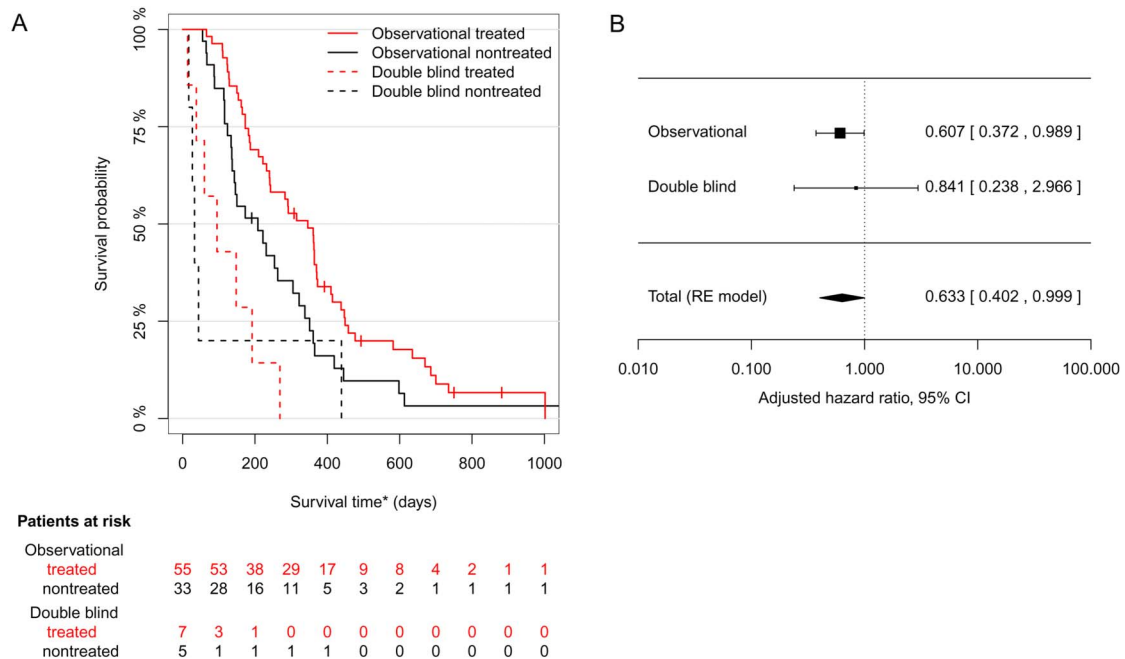 A
100 %
75 %
50 %
25 %
0 %
Survival probability
Observational treated
Observational nontreated
Double blind treated
Double blind nontreated
0 200 400 600 800 1000
Survival time* (days)
Patients at risk
Observational
treated 55 53 38 29 17 9 8 4 2 1 1
nontreated 33 28 16 11 5 3 2 1 1 1 1
Double blind
treated 7 3 1 0 0 0 0 0 0 0 0
nontreated 5 1 1 1 1 0 0 0 0 0 0
B
Observational 0.607 [ 0.372 , 0.989 ]
Double blind 0.841 [ 0.238 , 2.966 ]
Total (RE model) 0.633 [ 0.402 , 0.999 ]
0.010 0.100 1.000 10.000 100.000
Adjusted hazard ratio, 95% CI